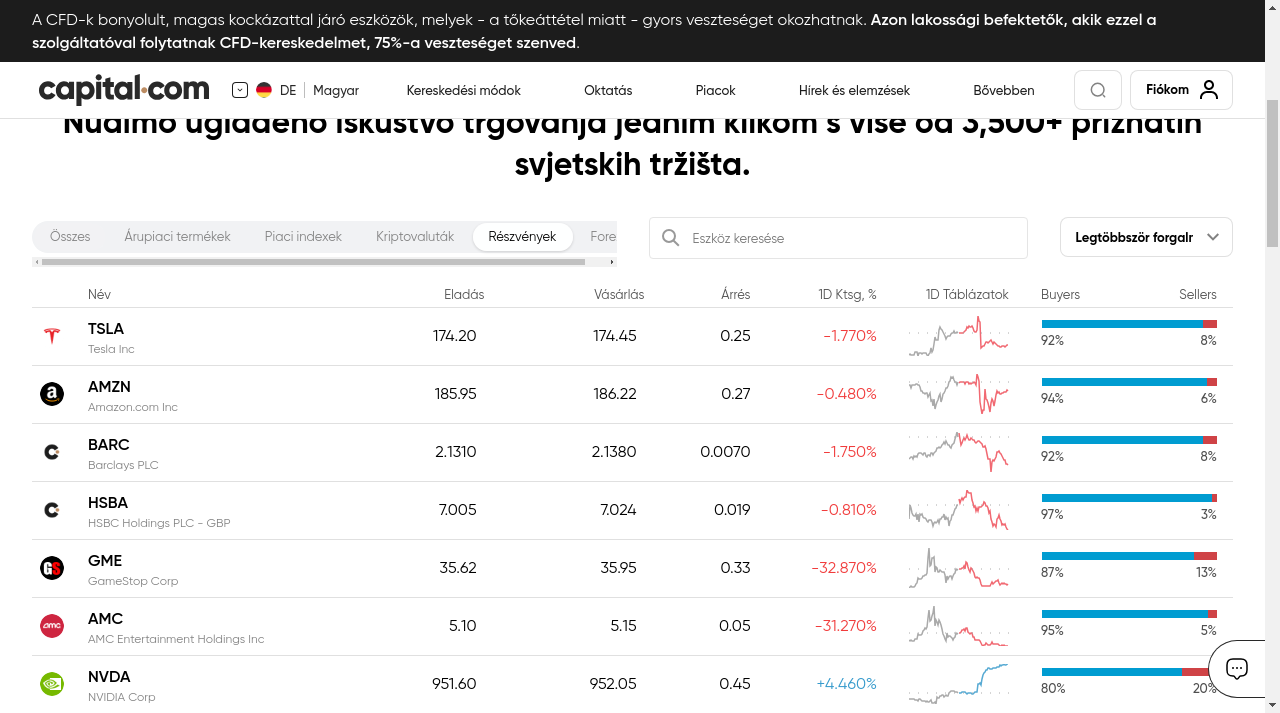 A CFD-k bonyolult, magas kockázattal járó eszközök, melyek - a tőkeáttétel miatt - gyors veszteséget okozhatnak. Azon lakossági befektetők, akik ezzel a
szolgáltatóval folytatnak CFD-kereskedelmet, 75%-a veszteséget szenved.
capital.com DE Magyar Kereskedési módok Oktatás Piacok Hírek és elemzések Bővebben Fiókom
Nudimo uglađeno iskustvo trgovanja jednim klikom s više od 3,500+ priznatih
svjetskih tržišta.
Összes Árupiaci termékek Piaci indexek Kriptovaluták Részvények Fore Eszköz keresése Legtöbbször forgalr
Név Eladás Vásárlás Árrés 1D Ktsg, % 1D Táblázatok Buyers Sellers
TSLA 174.20 174.45 0.25 -1.770% 92% 8%
Tesla Inc
AMZN 185.95 186.22 0.27 -0.480% 94% 6%
Amazon.com Inc
BARC 2.1310 2.1380 0.0070 -1.750% 92% 8%
Barclays PLC
HSBA 7.005 7.024 0.019 -0.810% 97% 3%
HSBC Holdings PLC - GBP
GME 35.62 35.95 0.33 -32.870% 87% 13%
GameStop Corp
AMC 5.10 5.15 0.05 -31.270% 95% 5%
AMC Entertainment Holdings Inc
NVDA 951.60 952.05 0.45 +4.460% 80% 20%
NVIDIA Corp